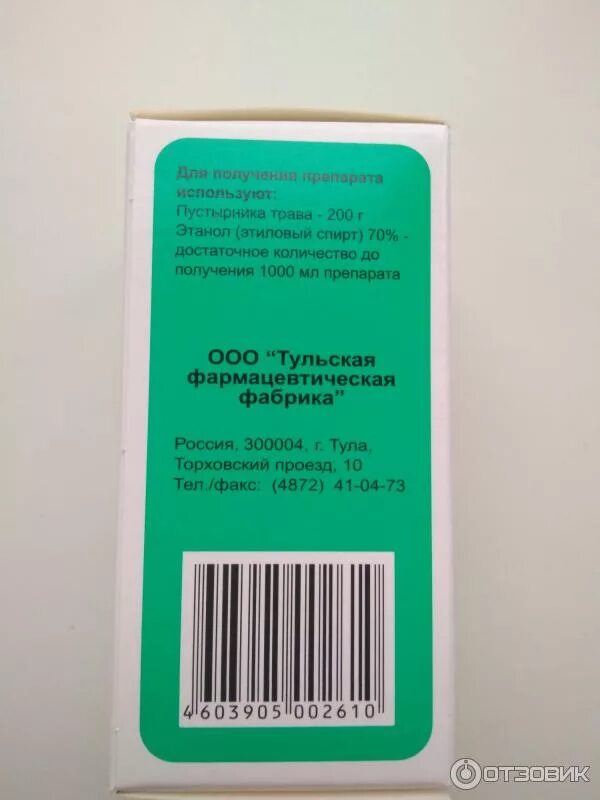 Для получения препарата
используют:
Пустырника трава - 200 г
Этанол (этиловый спирт) 70% -
достаточное количество до
получения 1000 мл препарата
ООО “Тульская
фармацевтическая
фабрика”
Россия, 300004, г. Тула,
Торховский проезд, 10
Тел./факс: (4872) 41-04-73
4603905002610
ОТЗОВИК